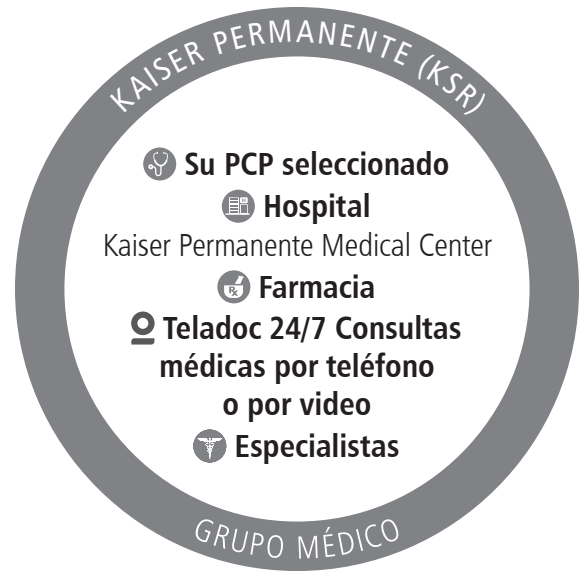 KAISER PERMANENTE (KSR)
Su PCP seleccionado
Hospital
Kaiser Permanente Medical Center
Rx
Farmacia
Teladoc 24/7 Consultas
médicas por teléfono
o por video
Especialistas
GRUPO MÉDICO